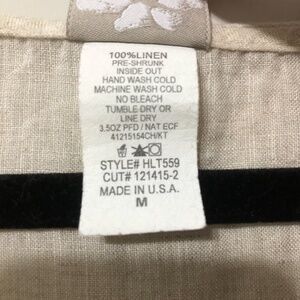 100%LINEN
PRE-SHRUNK
INSIDE OUT
HAND WASH COLD
MACHINE WASH COLD
NO BLEACH
TUMBLE DRY OR
LINE DRY
3.5OZ PFD / NAT ECF
41215154CH/KT
STYLE# HLT559
CUT# 121415-2
MADE IN U.S.A.
M